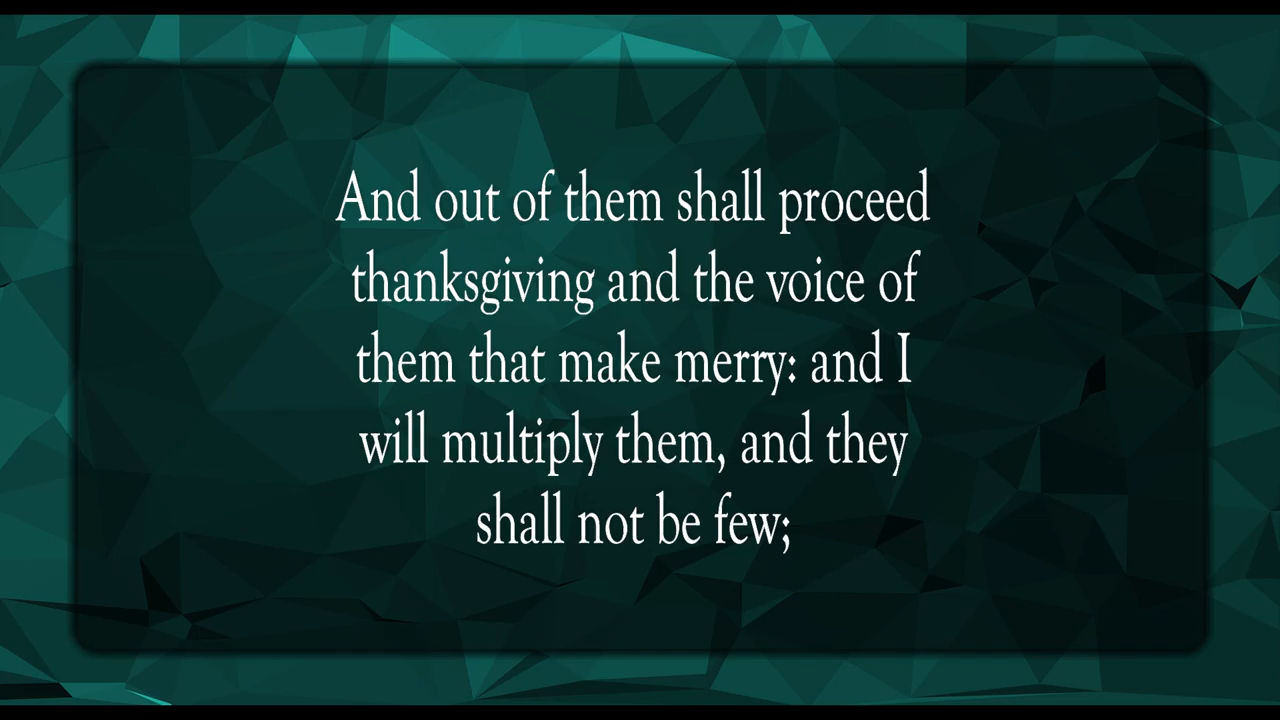 And out of them shall proceed
thanksgiving and the voice of
them that make merry: and I
will multiply them, and they
shall not be few;